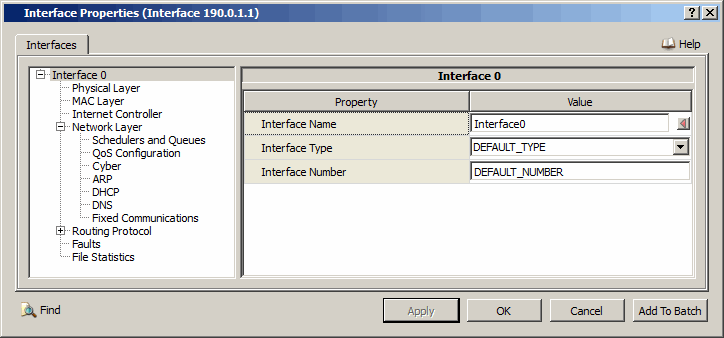 Interface Properties (Interface 190.0.1.1)
Interfaces
Help
Interface 0
Physical Layer
MAC Layer
Internet Controller
Network Layer
Schedulers and Queues
QoS Configuration
Cyber
ARP
DHCP
DNS
Fixed Communications
Routing Protocol
Faults
File Statistics
Interface 0
Property Value
Interface Name Interface0
Interface Type DEFAULT_TYPE
Interface Number DEFAULT_NUMBER
Find Apply OK Cancel Add To Batch